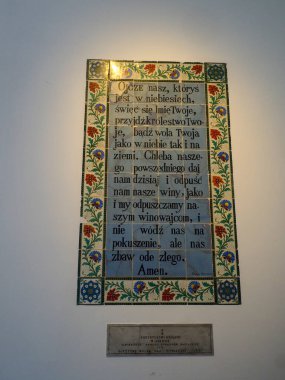 OJCZE nasz, któryś
jest w niebiesiech,
święć się Imię Twoje,
przyjdź królestwo Two-
je, bądź wola Twoja
jako w niebie tak i na
ziemi. Chleba nasze-
go powszedniego daj
nam dzisiaj i odpuść
nam nasze winy, jako
i my odpuszczamy na-
szym winowajcom, i
nie wódź nas na
pokuszenie, ale nas
zbaw ode złego.
Amen.